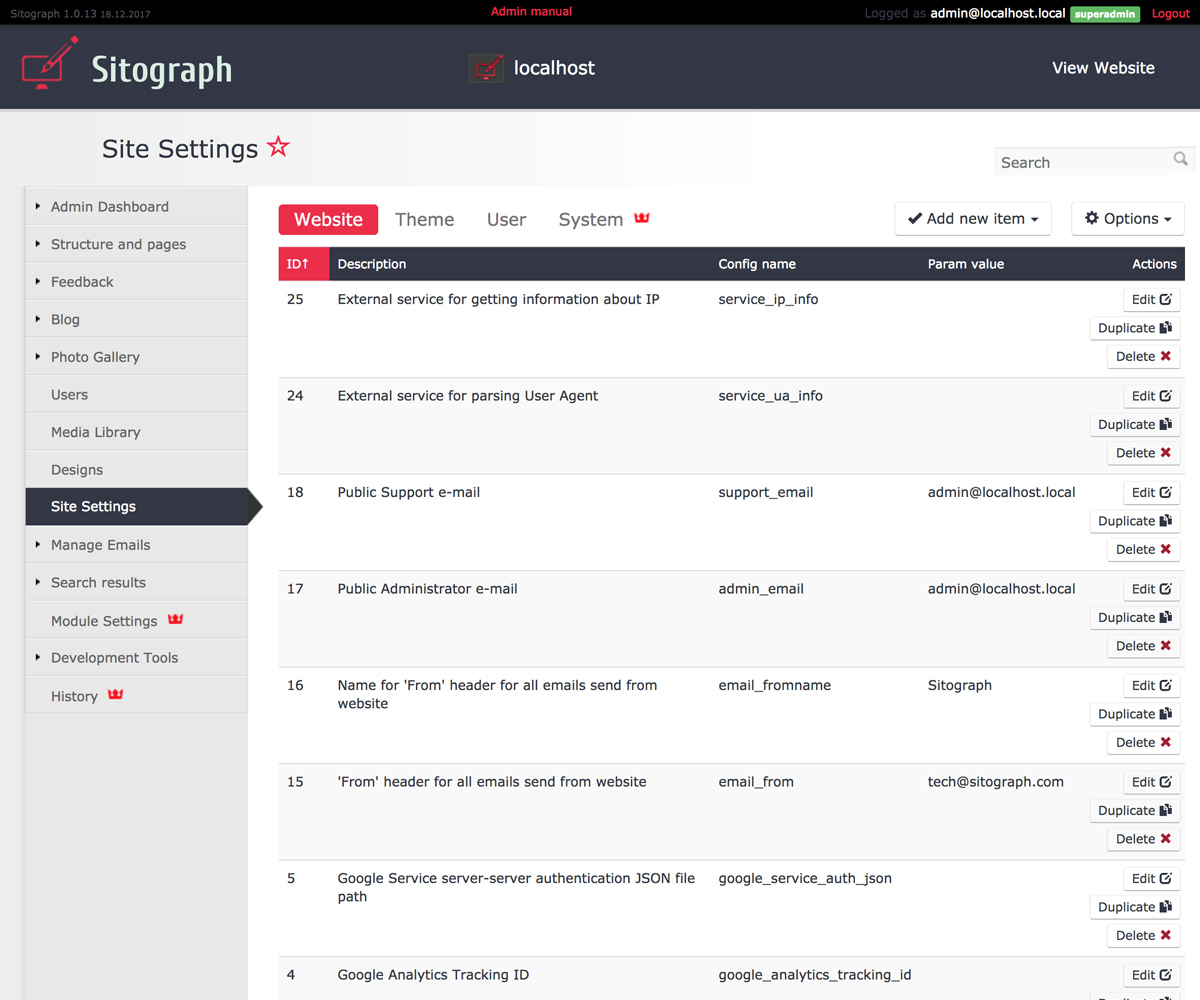 Sitograph 1.0.13 18.12.2017
Admin manual
Logged as admin@localhost.local superadmin Logout
Sitograph
localhost
View Website
Site Settings
Search
Admin Dashboard
Structure and pages
Feedback
Blog
Photo Gallery
Users
Media Library
Designs
Site Settings
Manage Emails
Search results
Module Settings
Development Tools
History
Website Theme User System
Add new item
Options
ID↑ Description Config name Param value Actions
25 External service for getting information about IP service_ip_info Edit
Duplicate
Delete
24 External service for parsing User Agent service_ua_info Edit
Duplicate
Delete
18 Public Support e-mail support_email admin@localhost.local Edit
Duplicate
Delete
17 Public Administrator e-mail admin_email admin@localhost.local Edit
Duplicate
Delete
16 Name for 'From' header for all emails send from email_fromname Sitograph Edit
website
Duplicate
Delete
15 'From' header for all emails send from website email_from tech@sitograph.com Edit
Duplicate
Delete
5 Google Service server-server authentication JSON file google_service_auth_json Edit
path
Duplicate
Delete
4 Google Analytics Tracking ID google_analytics_tracking_id Edit
Duplicate